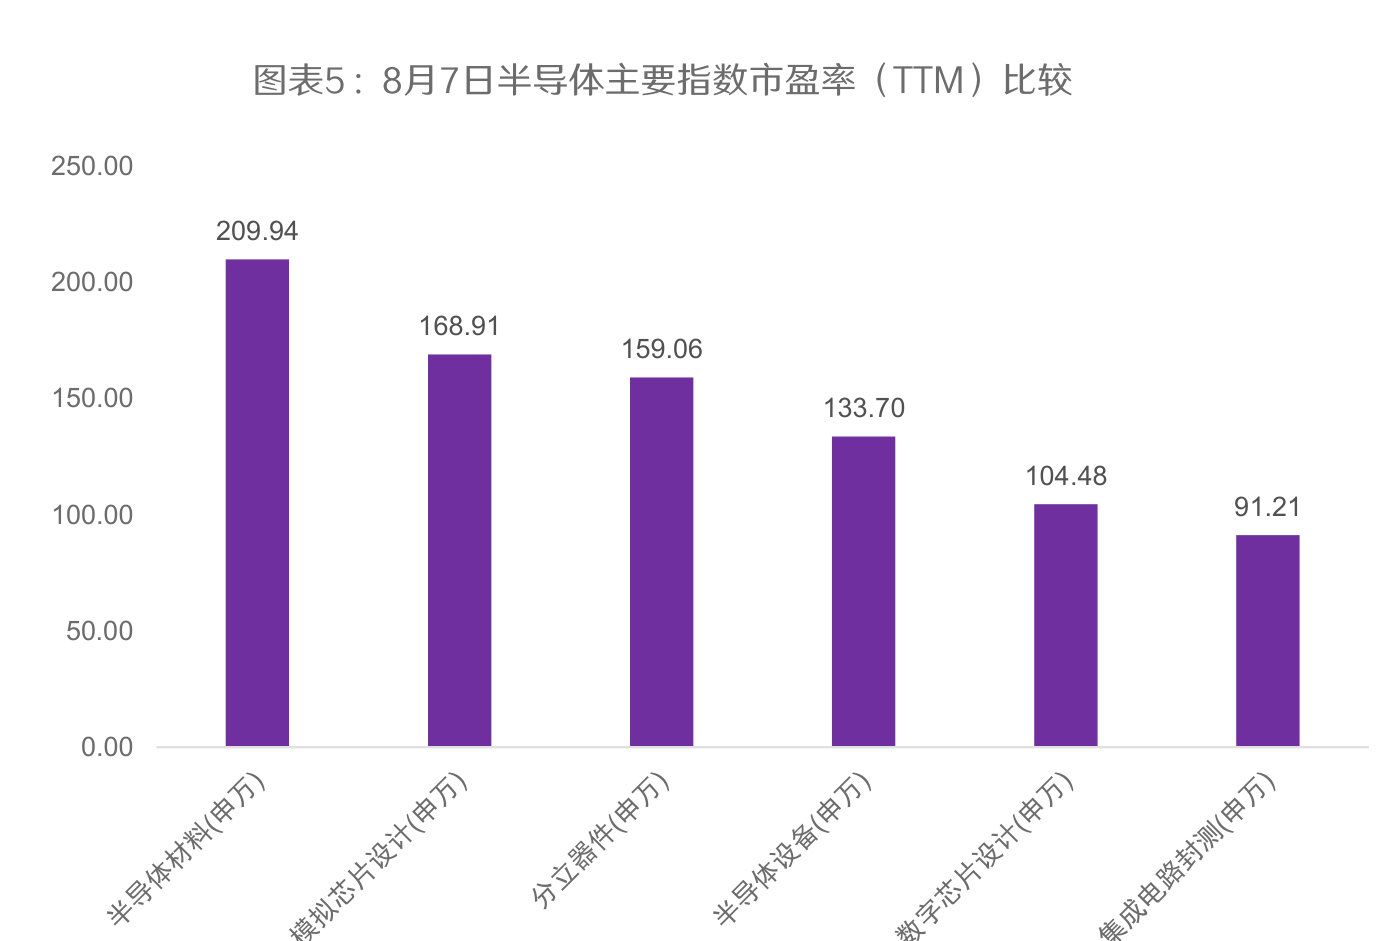 图表5：8月7日半导体主要指数市盈率（TTM）比较
250.00
200.00
150.00
100.00
50.00
0.00
209.94
168.91
159.06
133.70
104.48
91.21
半导体材料(申万)
模拟芯片设计(申万)
分立器件(申万)
半导体设备(申万)
数字芯片设计(申万)
集成电路封测(申万)